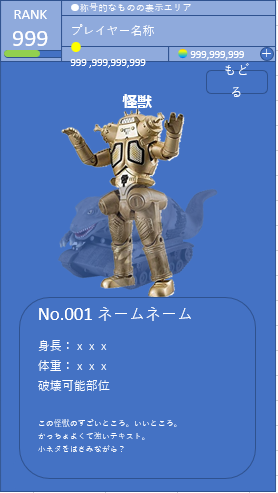 RANK
999
●称号的なものの表示エリア
プレイヤー名称
999,999,999,999
999,999,999
もど
る
怪獣
No.001 ネームネーム
身長：ｘｘｘ
体重：ｘｘｘ
破壊可能部位
この怪獣のすごいところ。いいところ。
かっちょよくて強いテキスト。
小ネタをはさみながら？